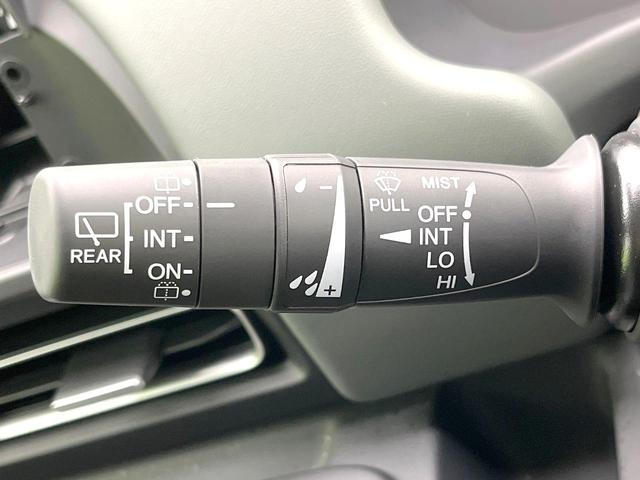 REAR
OFF
INT
ON
−
+
PULL
MIST
OFF
INT
LO
HI